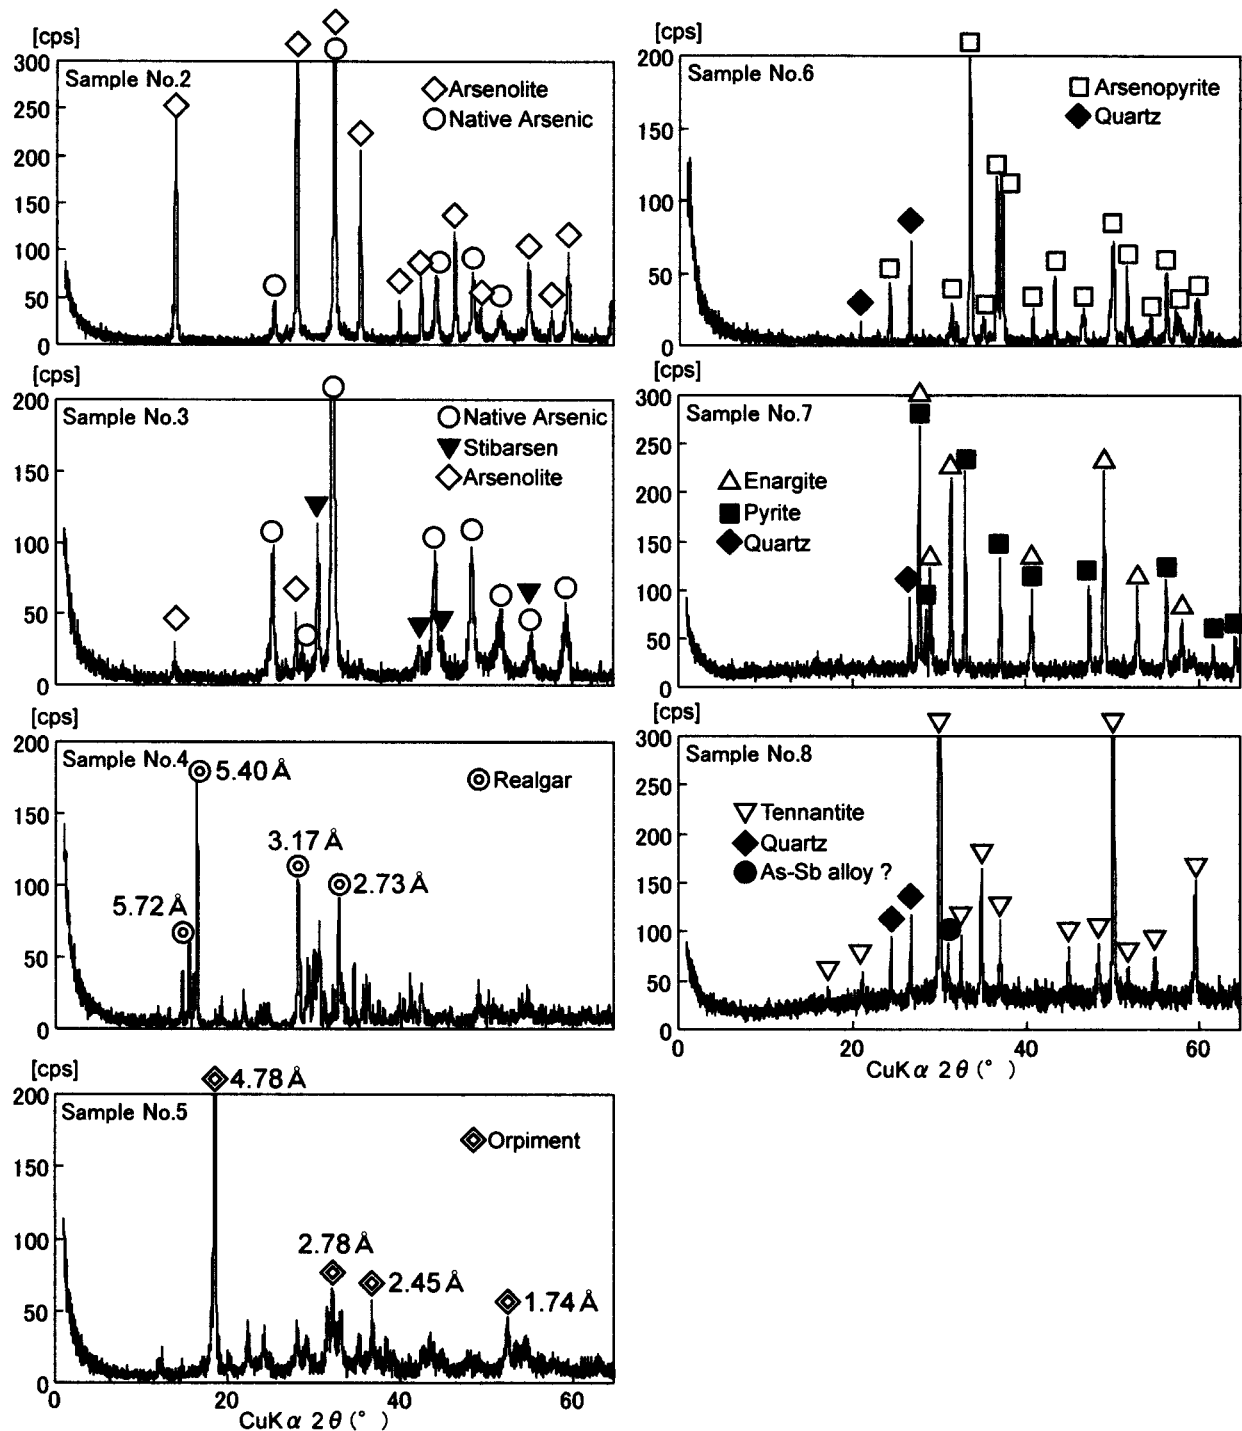 [cps]
300
250
200
150
100
50
0
Sample No.2
Arsenolite
Native Arsenic
[cps]
200
150
100
50
0
Sample No.3
Native Arsenic
Stibarsen
Arsenolite
[cps]
200
150
100
50
0
Sample No.4
5.40 Å
Realgar
3.17 Å
2.73 Å
5.72 Å
[cps]
200
150
100
50
0
Sample No.5
4.78 Å
Orpiment
2.78 Å
2.45 Å
1.74 Å
0 20 40 60
CuKα 2θ (°)
[cps]
200
150
100
50
0
Sample No.6
Arsenopyrite
Quartz
[cps]
300
250
200
150
100
50
0
Sample No.7
Enargite
Pyrite
Quartz
[cps]
300
250
200
150
100
50
0
Sample No.8
Tennantite
Quartz
As-Sb alloy ?
0 20 40 60
CuKα 2θ (°)